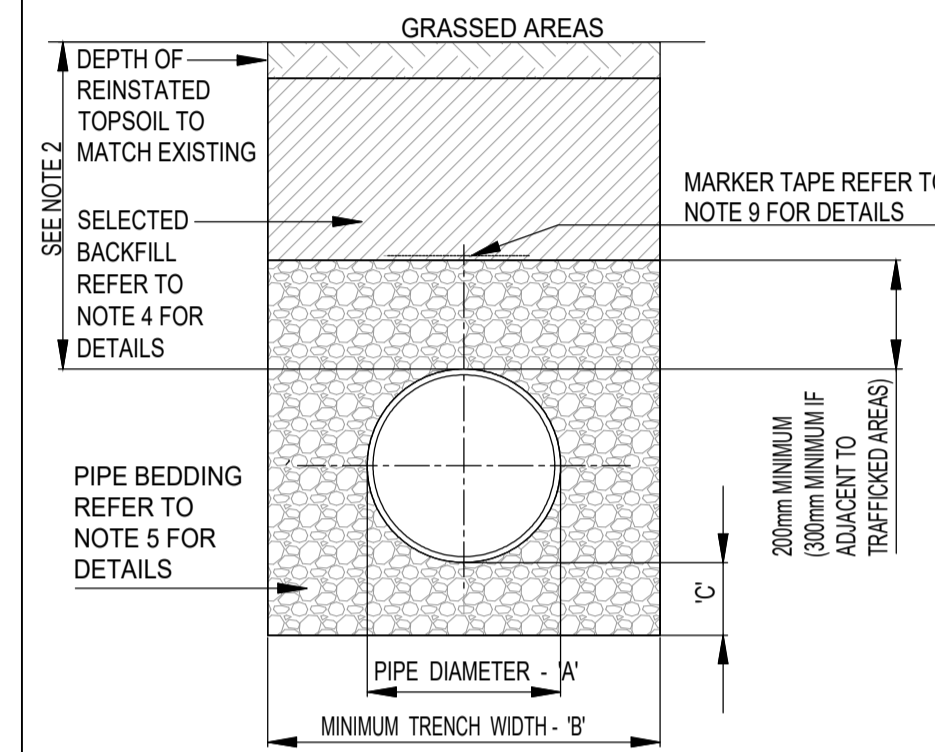 GRASSED AREAS
DEPTH OF
REINSTATED
TOPSOIL TO
MATCH EXISTING
SEE NOTE 2
SELECTED
BACKFILL
REFER TO
NOTE 4 FOR
DETAILS
MARKER TAPE REFER TO
NOTE 9 FOR DETAILS
200mm MINIMUM
(300mm MINIMUM IF
ADJACENT TO
TRAFFICKED AREAS)
PIPE BEDDING
REFER TO
NOTE 5 FOR
DETAILS
'C'
PIPE DIAMETER - 'A'
MINIMUM TRENCH WIDTH - 'B'